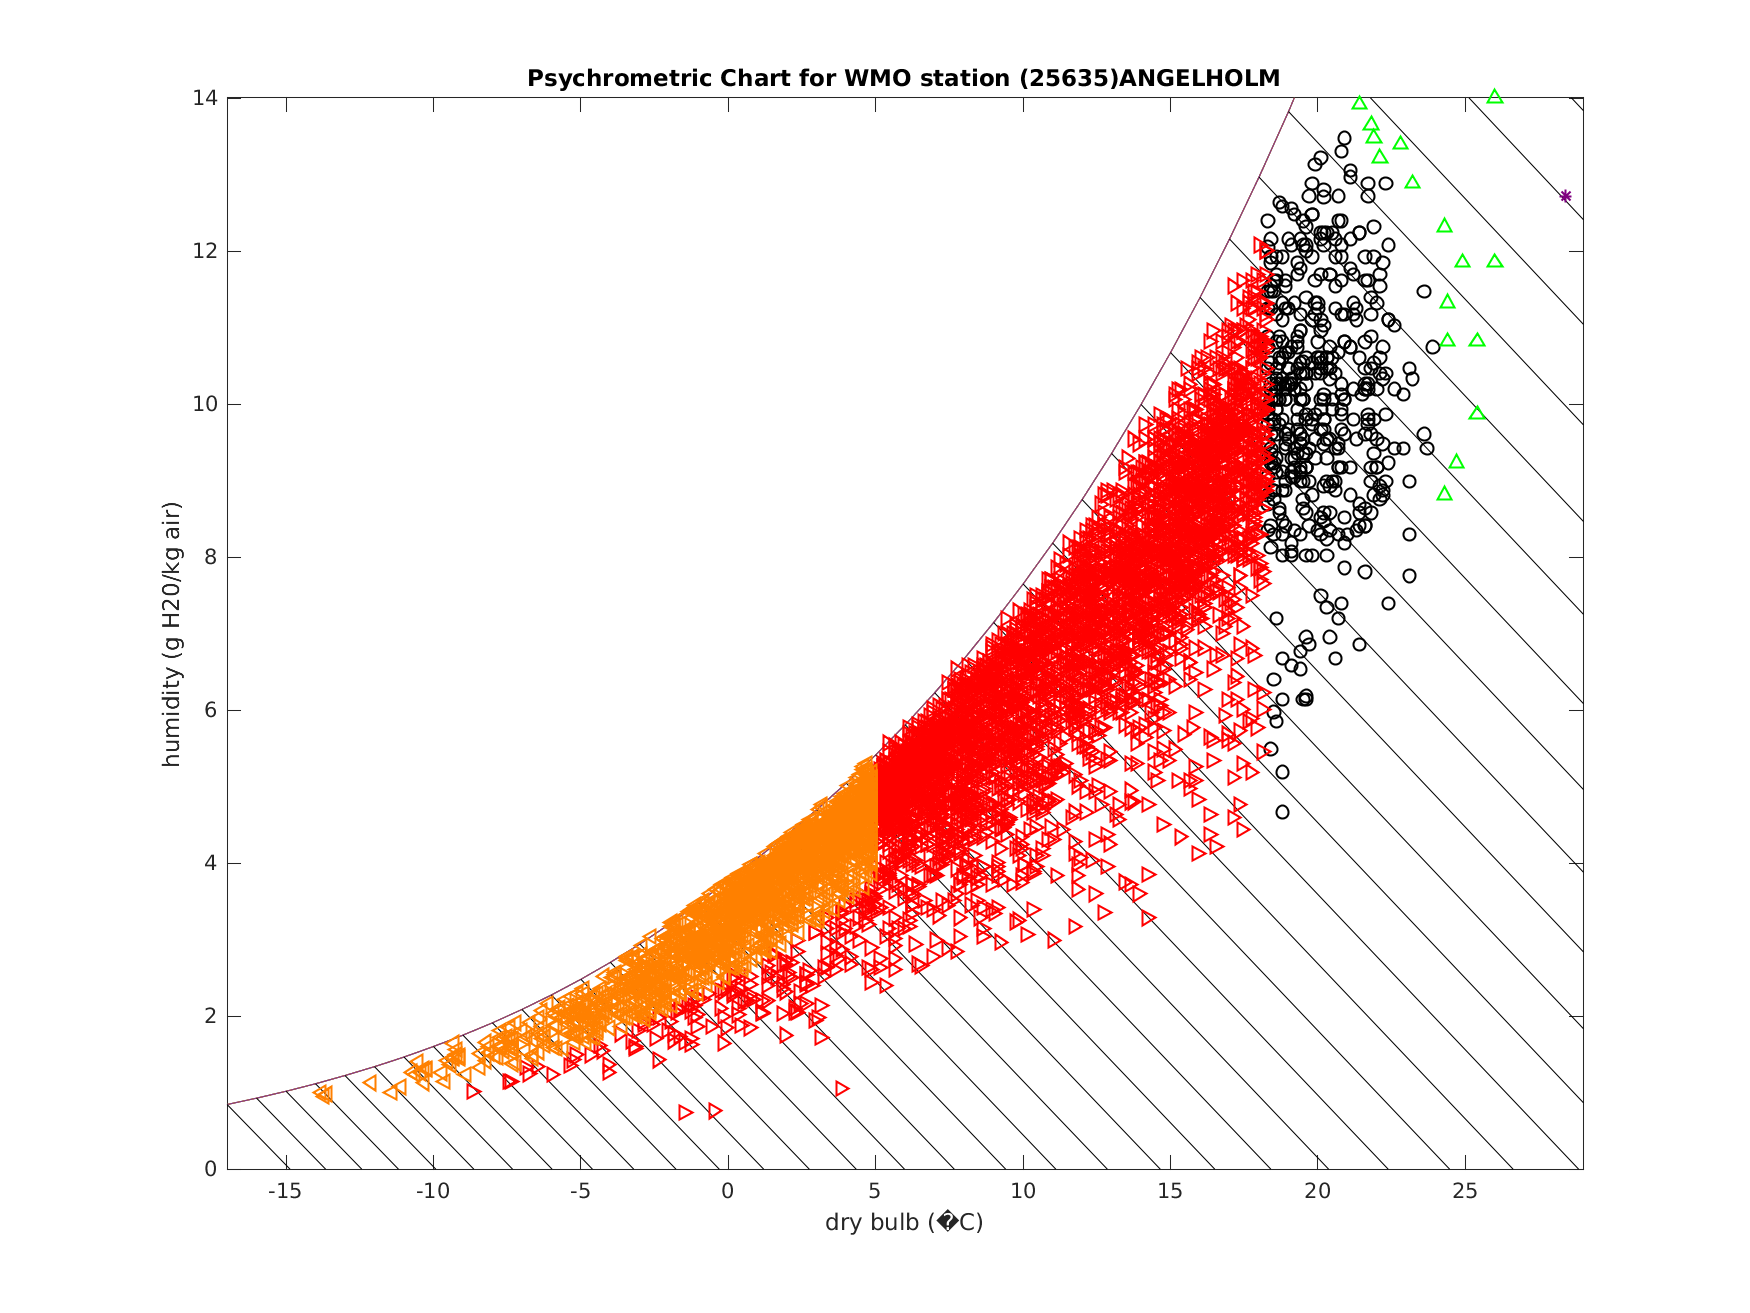 Psychrometric Chart for WMO station (25635)ANGELHOLM
14
12
10
8
6
4
2
0
humidity (g H20/kg air)
-15 -10 -5 0 5 10 15 20 25
dry bulb (�C)